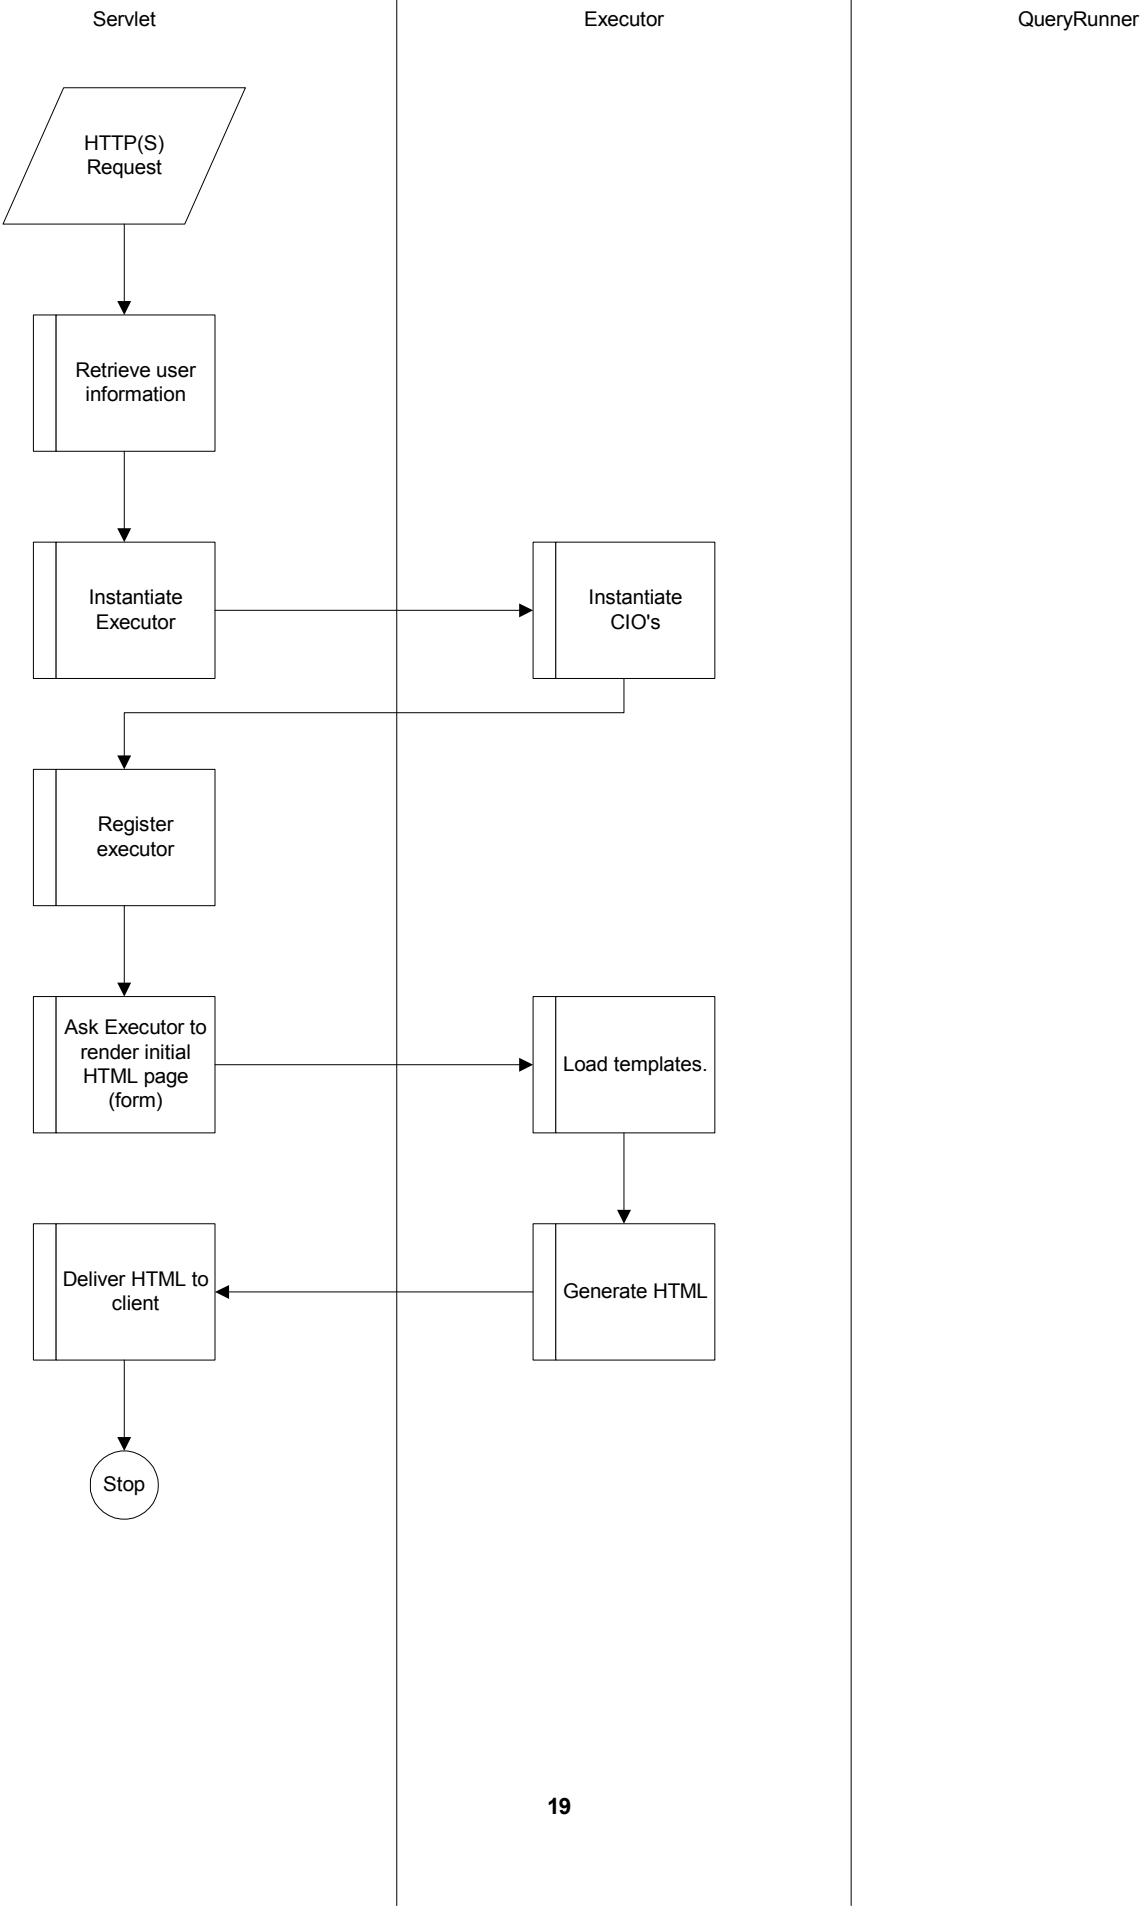 Servlet
Executor
QueryRunner
HTTP(S)
Request
Retrieve user
information
Instantiate
Executor
Instantiate
CIO's
Register
executor
Ask Executor to
render initial
HTML page
(form)
Load templates.
Deliver HTML to
client
Generate HTML
Stop
19